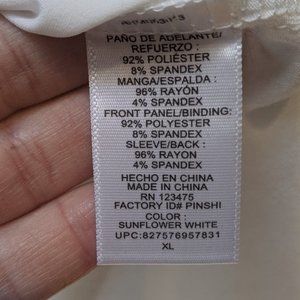 PAÑO DE ADELANTE/
REFUERZO :
92% POLIÉSTER
8% SPANDEX
MANGA/ESPALDA :
96% RAYÓN
4% SPANDEX
FRONT PANEL/BINDING:
92% POLYESTER
8% SPANDEX
SLEEVE/BACK :
96% RAYON
4% SPANDEX
HECHO EN CHINA
MADE IN CHINA
RN 123475
FACTORY ID# PINSHI
COLOR :
SUNFLOWER WHITE
UPC:827576957831
XL